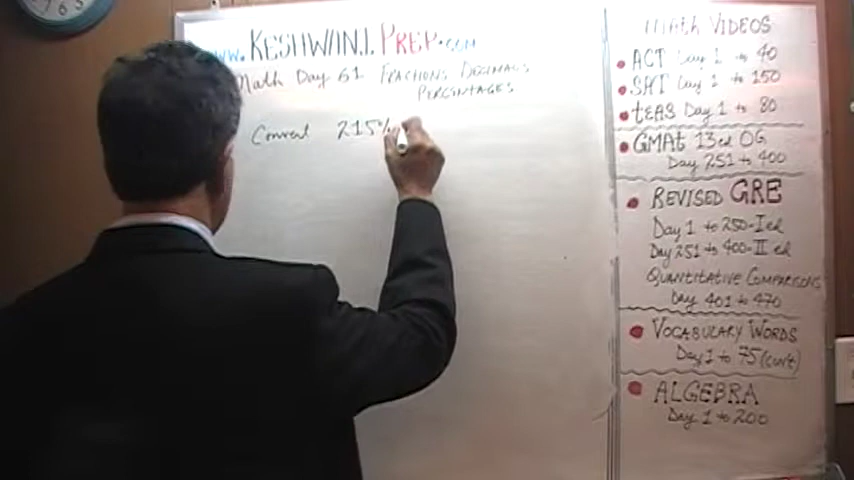 www.KESHWANI PREP.com
Math Day 61 FRACTIONS DECIMALS
PERCENTAGES
Convert 215%
MATH VIDEOS
ACT Day 1 to 40
SAT Day 1 to 150
TEAS Day 1 to 80
GMAT 13ed OG
Day 251 to 400
REVISED GRE
Day 1 to 250-I ed
Day 251 to 400-II ed
QUANTITATIVE COMPARISONS
Day 401 to 470
VOCABULARY WORDS
Day 1 to 75 (con't)
ALGEBRA
Day 1 to 200